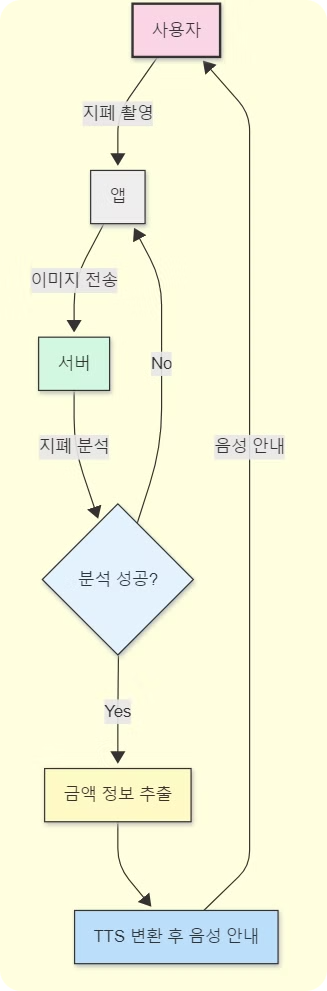 사용자
지폐 촬영
앱
이미지 전송
서버
No
지폐 분석
음성 안내
분석 성공?
Yes
금액 정보 추출
TTS 변환 후 음성 안내